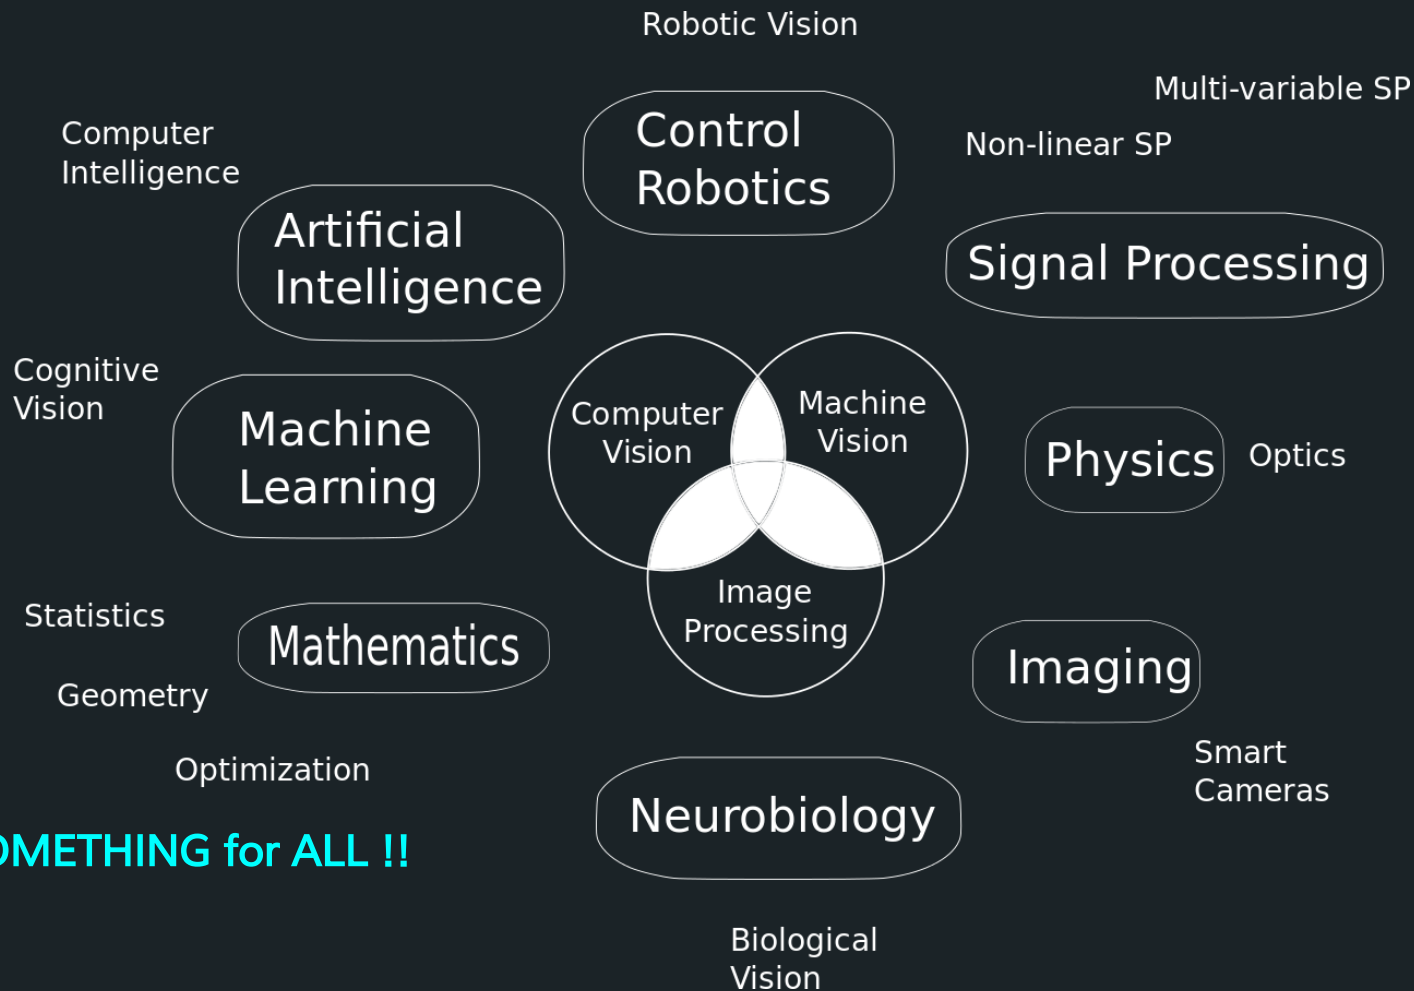 Robotic Vision
Multi-variable SP
Computer
Intelligence
Control
Robotics
Non-linear SP
Artificial
Intelligence
Signal Processing
Cognitive
Vision
Machine
Learning
Computer
Vision
Machine
Vision
Physics
Optics
Image
Processing
Statistics
Mathematics
Geometry
Imaging
Optimization
Smart
Cameras
Neurobiology
OMETHING for ALL !!
Biological
Vision